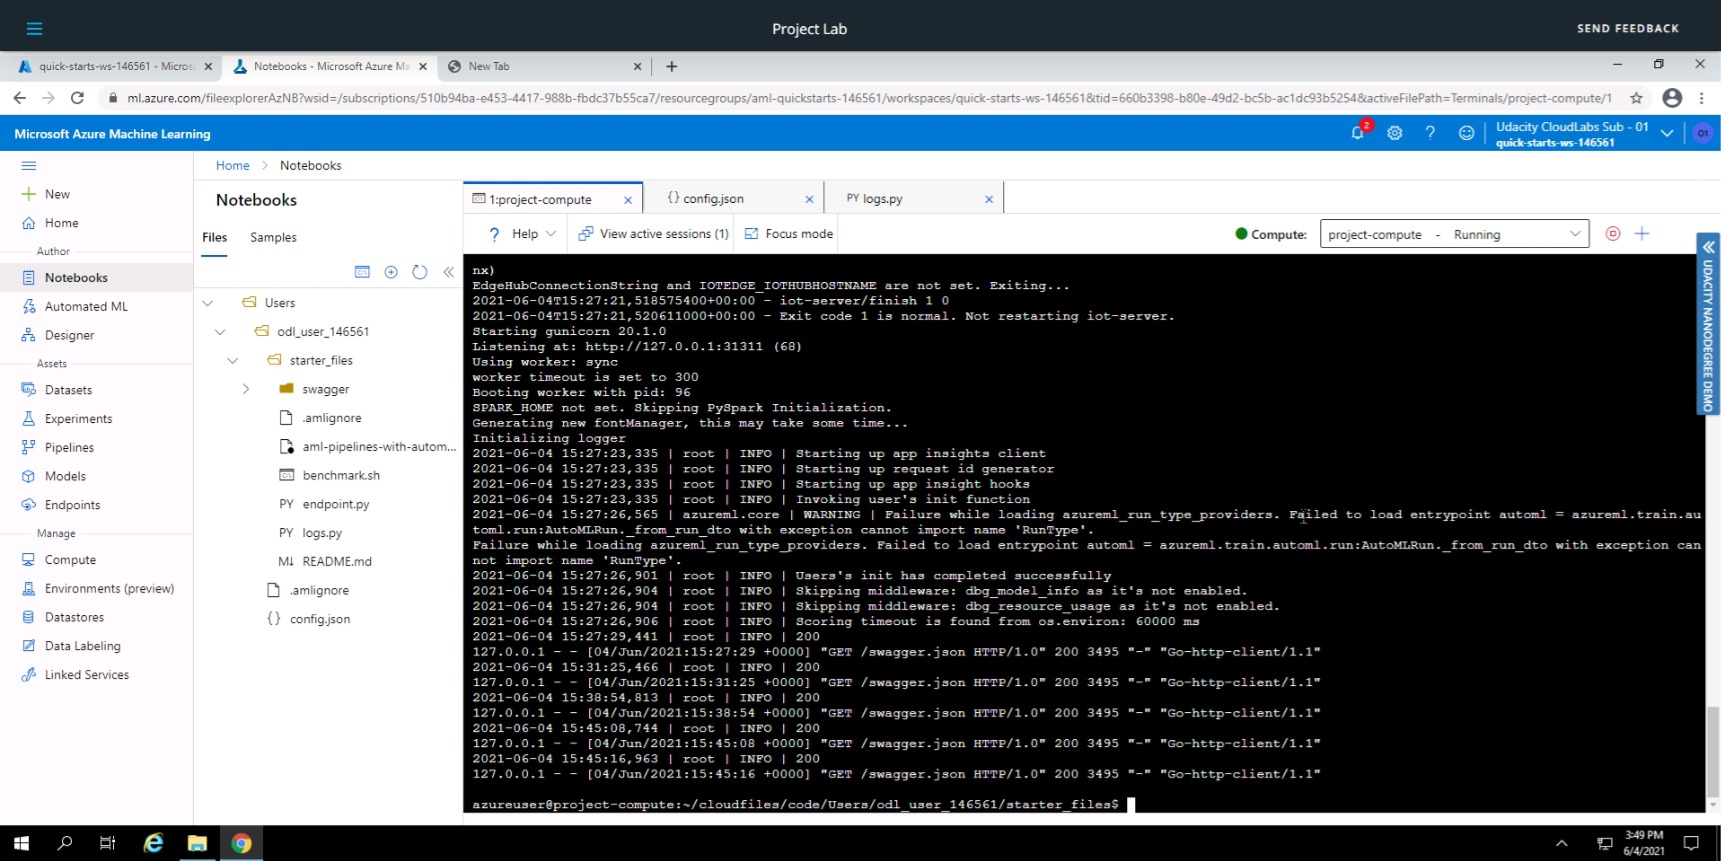 Project Lab
SEND FEEDBACK
quick-starts-ws-146561 - Micros
Notebooks - Microsoft Azure Ma
New Tab
ml.azure.com/fileexplorerAzNB?wsid=/subscriptions/510b94ba-e453-4417-988b-fbdc37b55ca7/resourcegroups/aml-quickstarts-146561/workspaces/quick-starts-ws-146561&tid=660b3398-b80e-49d2-bc5b-ac1dc93b5254&activeFilePath=Terminals/project-compute/1
Microsoft Azure Machine Learning
2
Udacity CloudLabs Sub - 01
quick-starts-ws-146561
O1
New
Home
Author
Notebooks
Automated ML
Designer
Assets
Datasets
Experiments
Pipelines
Models
Endpoints
Manage
Compute
Environments (preview)
Datastores
Data Labeling
Linked Services
Home > Notebooks
Notebooks
Files
Samples
Users
odl_user_146561
starter_files
swagger
.amlignore
aml-pipelines-with-autom...
benchmark.sh
PY endpoint.py
PY logs.py
M↓ README.md
.amlignore
{} config.json
1:project-compute
{} config.json
PY logs.py
? Help
View active sessions (1)
Focus mode
Compute:
project-compute - Running
nx)
EdgeHubConnectionString and IOTEDGE_IOTHUBHOSTNAME are not set. Exiting...
2021-06-04T15:27:21,518575400+00:00 - iot-server/finish 1 0
2021-06-04T15:27:21,520611000+00:00 - Exit code 1 is normal. Not restarting iot-server.
Starting gunicorn 20.1.0
Listening at: http://127.0.0.1:31311 (68)
Using worker: sync
worker timeout is set to 300
Booting worker with pid: 96
SPARK_HOME not set. Skipping PySpark Initialization.
Generating new fontManager, this may take some time...
Initializing logger
2021-06-04 15:27:23,335 | root | INFO | Starting up app insights client
2021-06-04 15:27:23,335 | root | INFO | Starting up request id generator
2021-06-04 15:27:23,335 | root | INFO | Starting up app insight hooks
2021-06-04 15:27:23,335 | root | INFO | Invoking user's init function
2021-06-04 15:27:26,565 | azureml.core | WARNING | Failure while loading azureml_run_type_providers. Failed to load entrypoint automl = azureml.train.au
toml.run:AutoMLRun._from_run_dto with exception cannot import name 'RunType'.
Failure while loading azureml_run_type_providers. Failed to load entrypoint automl = azureml.train.automl.run:AutoMLRun._from_run_dto with exception can
not import name 'RunType'.
2021-06-04 15:27:26,901 | root | INFO | Users's init has completed successfully
2021-06-04 15:27:26,904 | root | INFO | Skipping middleware: dbg_model_info as it's not enabled.
2021-06-04 15:27:26,904 | root | INFO | Skipping middleware: dbg_resource_usage as it's not enabled.
2021-06-04 15:27:26,906 | root | INFO | Scoring timeout is found from os.environ: 60000 ms
2021-06-04 15:27:29,441 | root | INFO | 200
127.0.0.1 - - [04/Jun/2021:15:27:29 +0000] "GET /swagger.json HTTP/1.0" 200 3495 "-" "Go-http-client/1.1"
2021-06-04 15:31:25,466 | root | INFO | 200
127.0.0.1 - - [04/Jun/2021:15:31:25 +0000] "GET /swagger.json HTTP/1.0" 200 3495 "-" "Go-http-client/1.1"
2021-06-04 15:38:54,813 | root | INFO | 200
127.0.0.1 - - [04/Jun/2021:15:38:54 +0000] "GET /swagger.json HTTP/1.0" 200 3495 "-" "Go-http-client/1.1"
2021-06-04 15:45:08,744 | root | INFO | 200
127.0.0.1 - - [04/Jun/2021:15:45:08 +0000] "GET /swagger.json HTTP/1.0" 200 3495 "-" "Go-http-client/1.1"
2021-06-04 15:45:16,963 | root | INFO | 200
127.0.0.1 - - [04/Jun/2021:15:45:16 +0000] "GET /swagger.json HTTP/1.0" 200 3495 "-" "Go-http-client/1.1"
azureuser@project-compute:~/cloudfiles/code/Users/odl_user_146561/starter_files$
UDACITY NANODEGREE DEMO
3:49 PM
6/4/2021